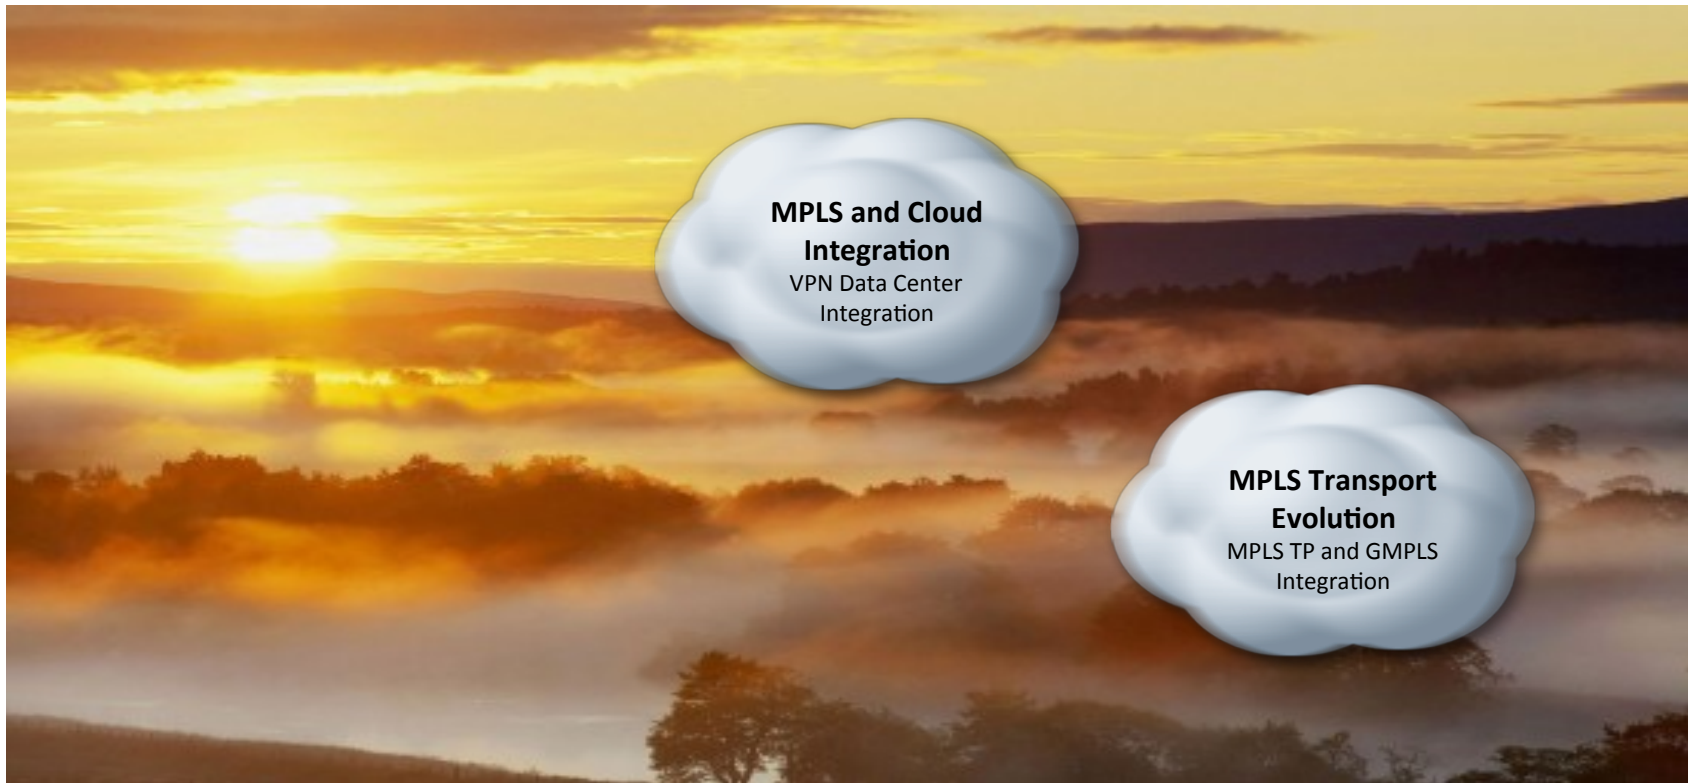 MPLS and Cloud
Integration
VPN Data Center
Integration
MPLS Transport
Evolution
MPLS TP and GMPLS
Integration